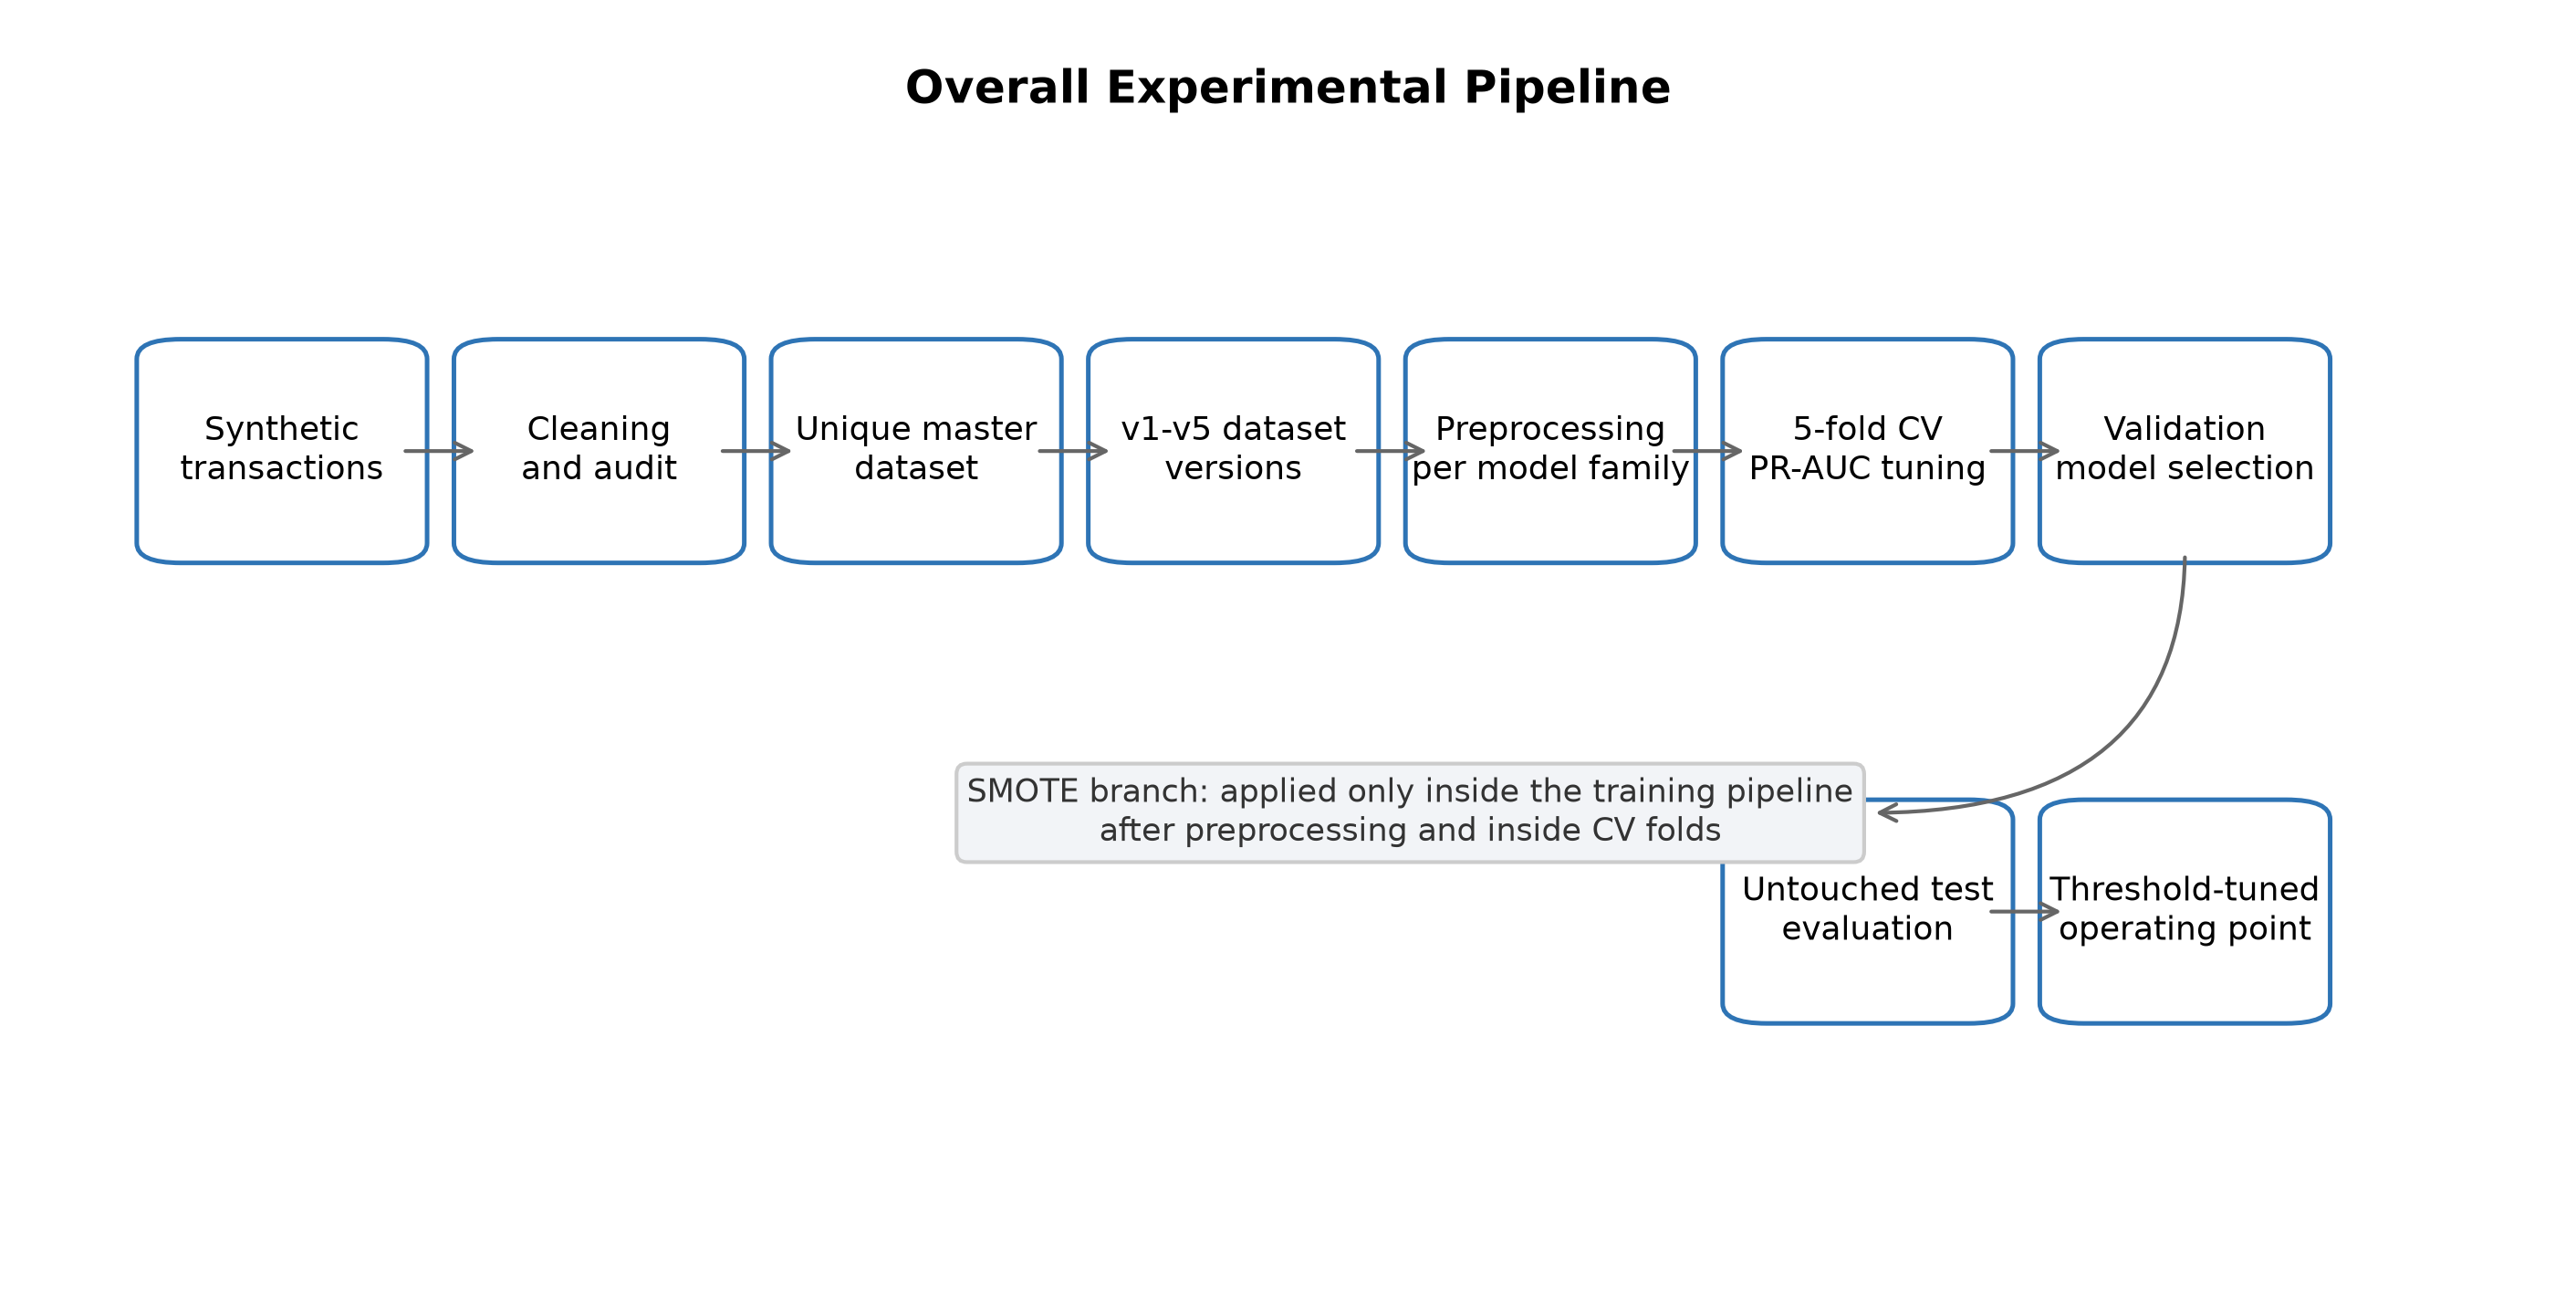 Overall Experimental Pipeline
Synthetic
transactions
Cleaning
and audit
Unique master
dataset
v1-v5 dataset
versions
Preprocessing
per model family
5-fold CV
PR-AUC tuning
Validation
model selection
SMOTE branch: applied only inside the training pipeline
after preprocessing and inside CV folds
Untouched test
evaluation
Threshold-tuned
operating point